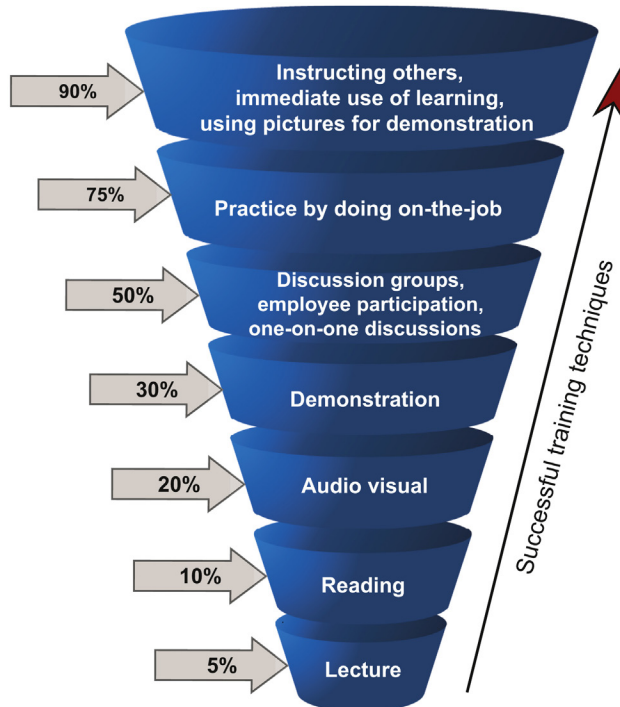 90%
Instructing others,
immediate use of learning,
using pictures for demonstration
75%
Practice by doing on-the-job
50%
Discussion groups,
employee participation,
one-on-one discussions
30%
Demonstration
20%
Audio visual
10%
Reading
5%
Lecture
Successful training techniques